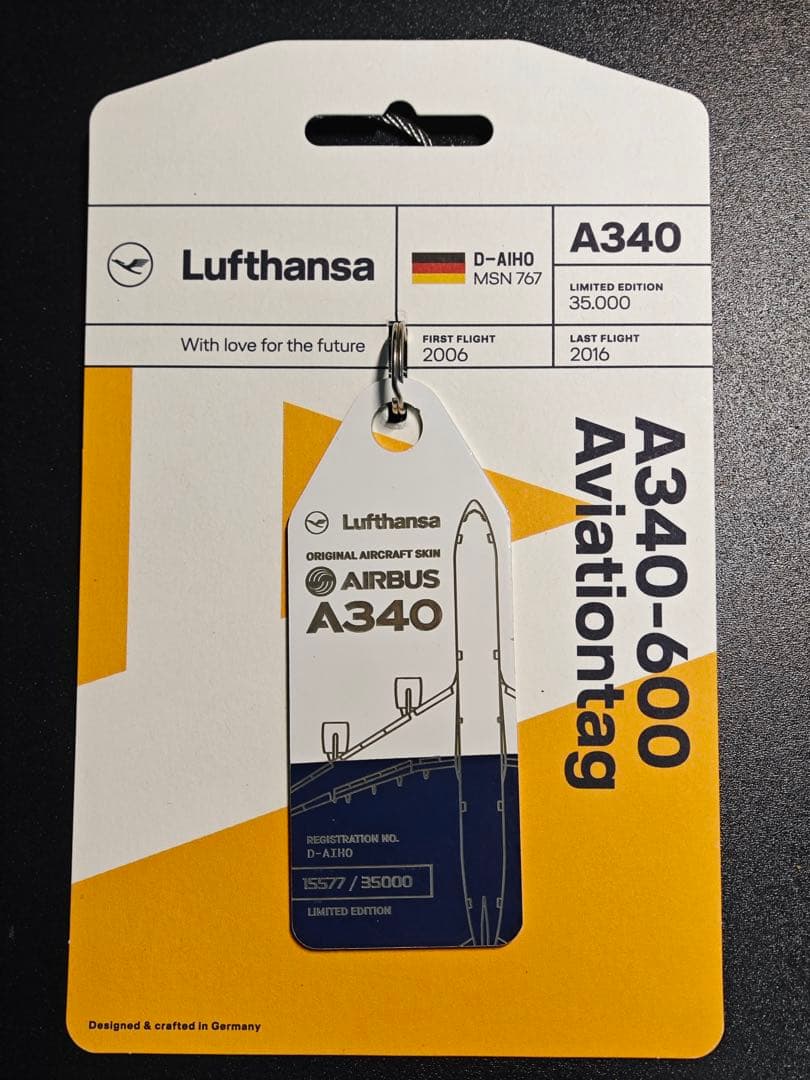 Lufthansa
D-AIHO
MSN 767
A340
LIMITED EDITION
35.000
With love for the future
FIRST FLIGHT
2006
LAST FLIGHT
2016
A340-600
Aviationtag
Lufthansa
ORIGINAL AIRCRAFT SKIN
AIRBUS
A340
REGISTRATION NO.
D-AIHO
15577 / 35000
LIMITED EDITION
Designed & crafted in Germany